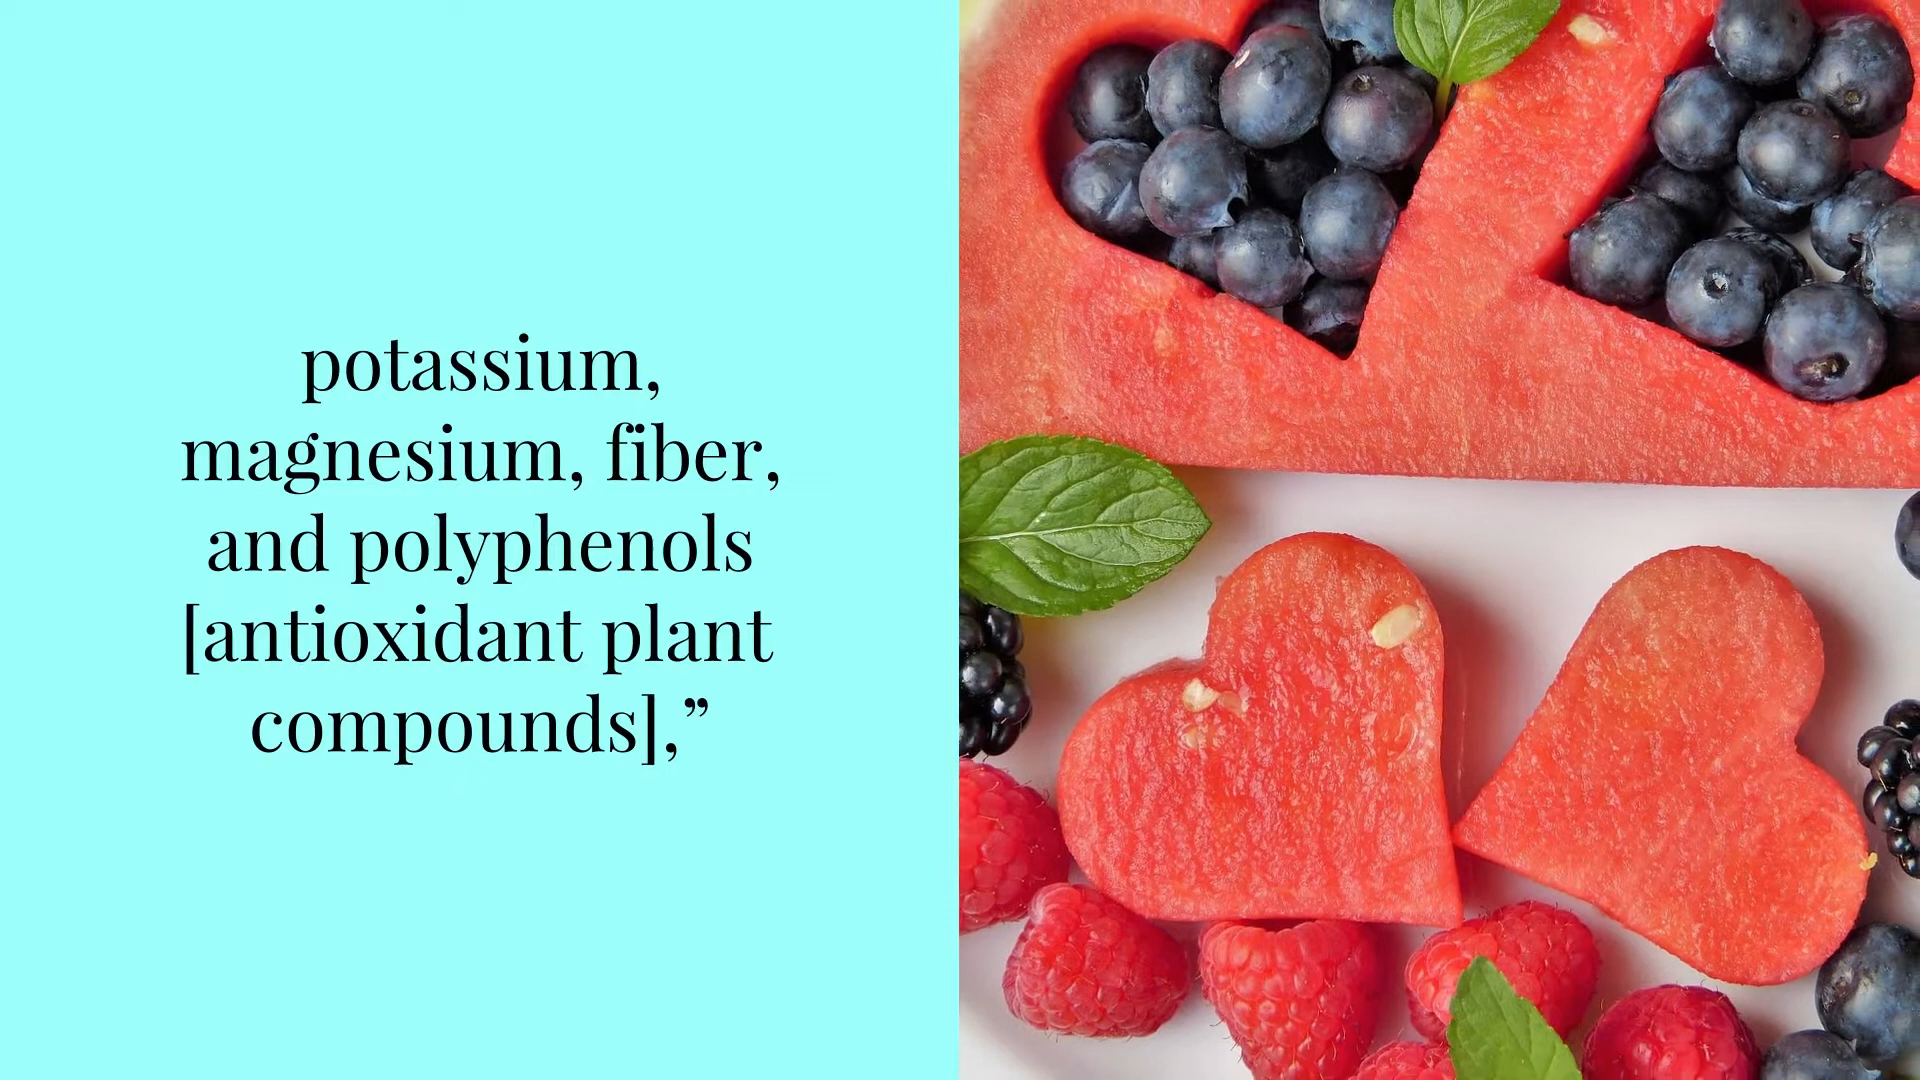 potassium,
magnesium, fiber,
and polyphenols
[antioxidant plant
compounds],”